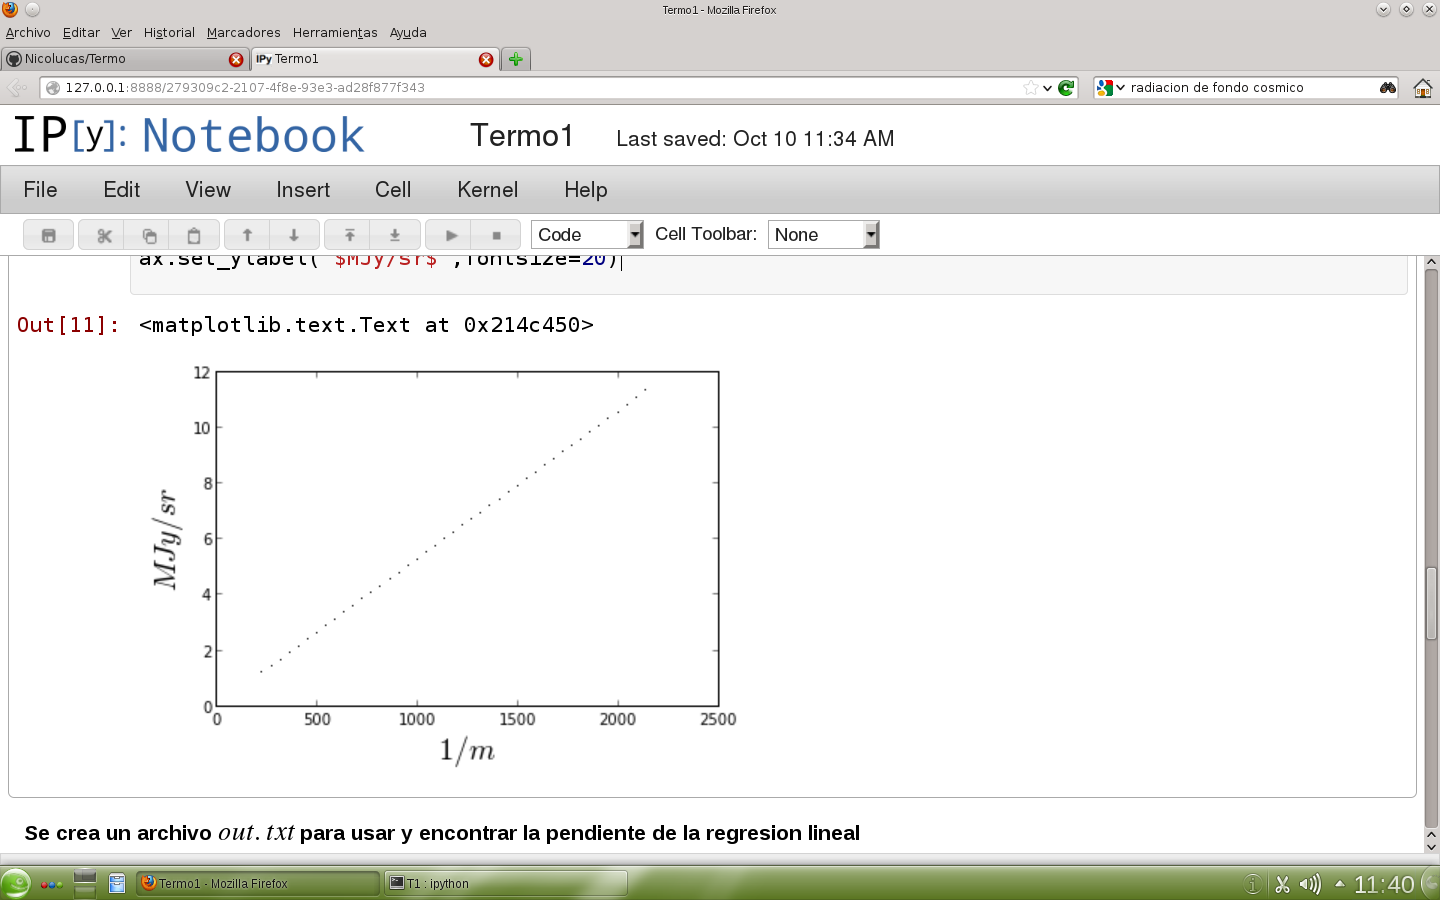 Termo1 - Mozilla Firefox
Archivo Editar Ver Historial Marcadores Herramientas Ayuda
Nicolucas/Termo
IPy Termo1
127.0.0.1:8888/279309c2-2107-4f8e-93e3-ad28f877f343
radiacion de fondo cosmico
IP[y]: Notebook Termo1 Last saved: Oct 10 11:34 AM
File Edit View Insert Cell Kernel Help
Code Cell Toolbar: None
ax.set_ylabel("$MJy/sr$",fontsize=20)
Out[11]: <matplotlib.text.Text at 0x214c450>
12
10
8
6
4
2
0
MJy/sr
0 500 1000 1500 2000 2500
1/m
Se crea un archivo out.txt para usar y encontrar la pendiente de la regresion lineal
Termo1 - Mozilla Firefox
T1 : ipython
11:40